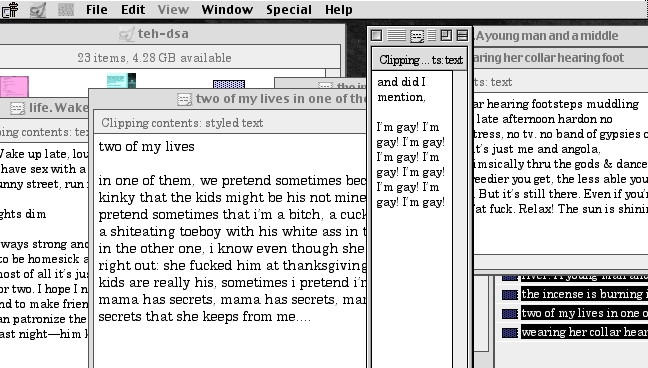 File Edit View Window Special Help
teh-dsa
23 items, 4.28 GB available
life. Wake
Clipping contents: te
Wake up late, lou
have sex with a
unny street, run
ghts dim
ways strong and
to be homesick a
most of all it's jus
or two. I hope I n
nd to make frien
an patronize the
ast night—him k
two of my lives in one of the
Clipping contents: styled text
two of my lives
in one of them, we pretend sometimes bec
kinky that the kids might be his not mine
pretend sometimes that i'm a bitch, a cuck
a shiteating toeboy with his white ass in t
in the other one, i know even though she
right out: she fucked him at thanksgiving
kids are really his, sometimes i pretend i'm
mama has secrets, mama has secrets, mam
secrets that she keeps from me....
Clipping ... ts: text
and did I
mention,
I'm gay! I'm
gay! I'm gay!
I'm gay! I'm
gay! I'm gay!
I'm gay! I'm
gay! I'm gay!
A young man and a middle
aring her collar hearing foot
s: text
ar hearing footsteps muddling
late afternoon hardon no
tress, no tv. no band of gypsies o
it's just me and angola,
imsically thru the gods & dance
eedier you get, the less able you
But it's still there. Even if you'r
fat fuck. Relax! The sun is shinin
river. A young man and
the incense is burning i
two of my lives in one o
wearing her collar hear